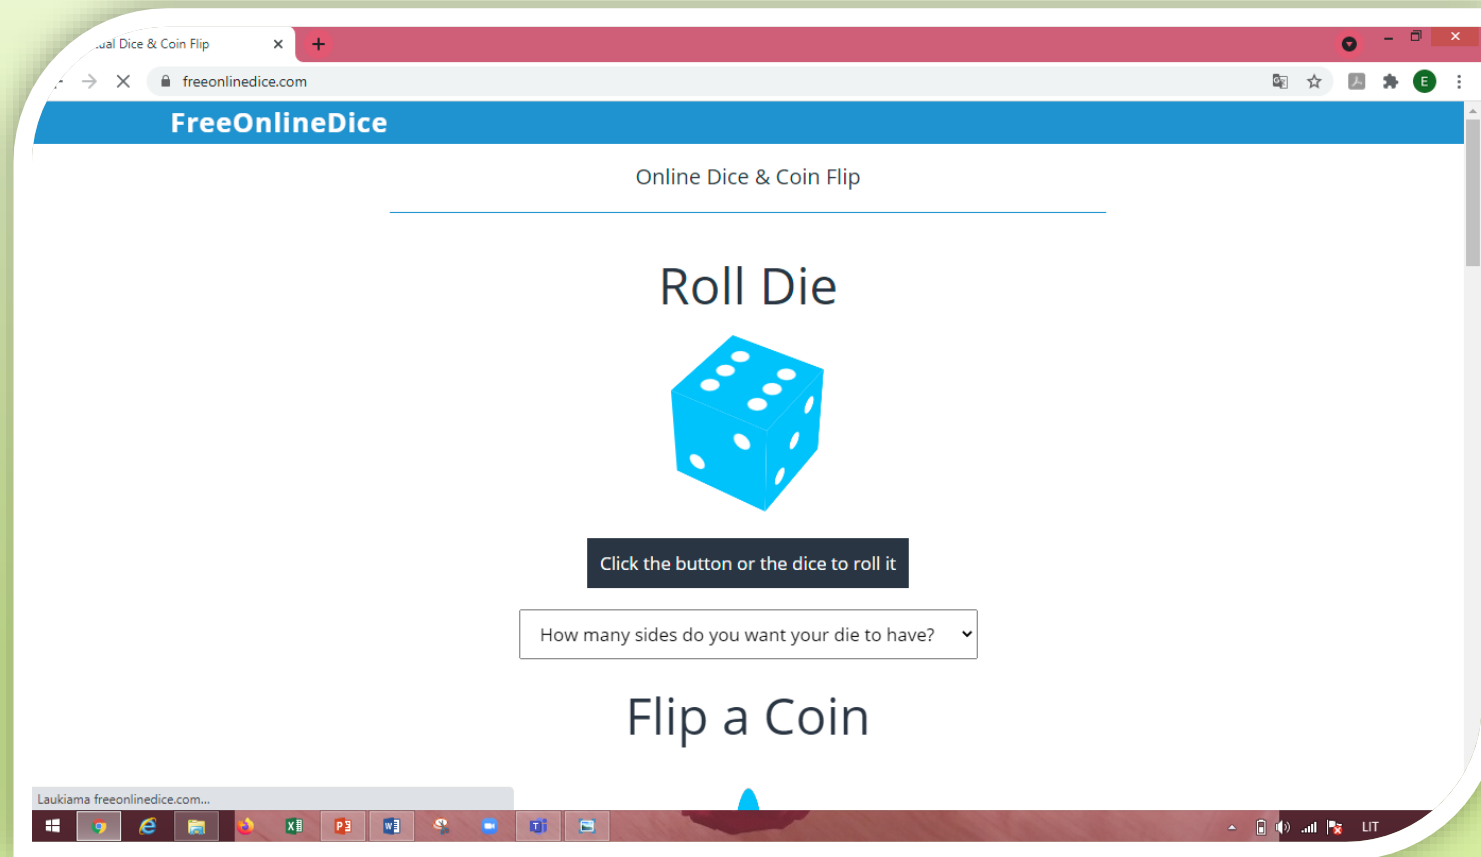 Dice & Coin Flip
freeonlinedice.com
E
FreeOnlineDice
Online Dice & Coin Flip
Roll Die
Click the button or the dice to roll it
How many sides do you want your die to have?
Flip a Coin
Laukiama freeonlinedice.com...
LIT